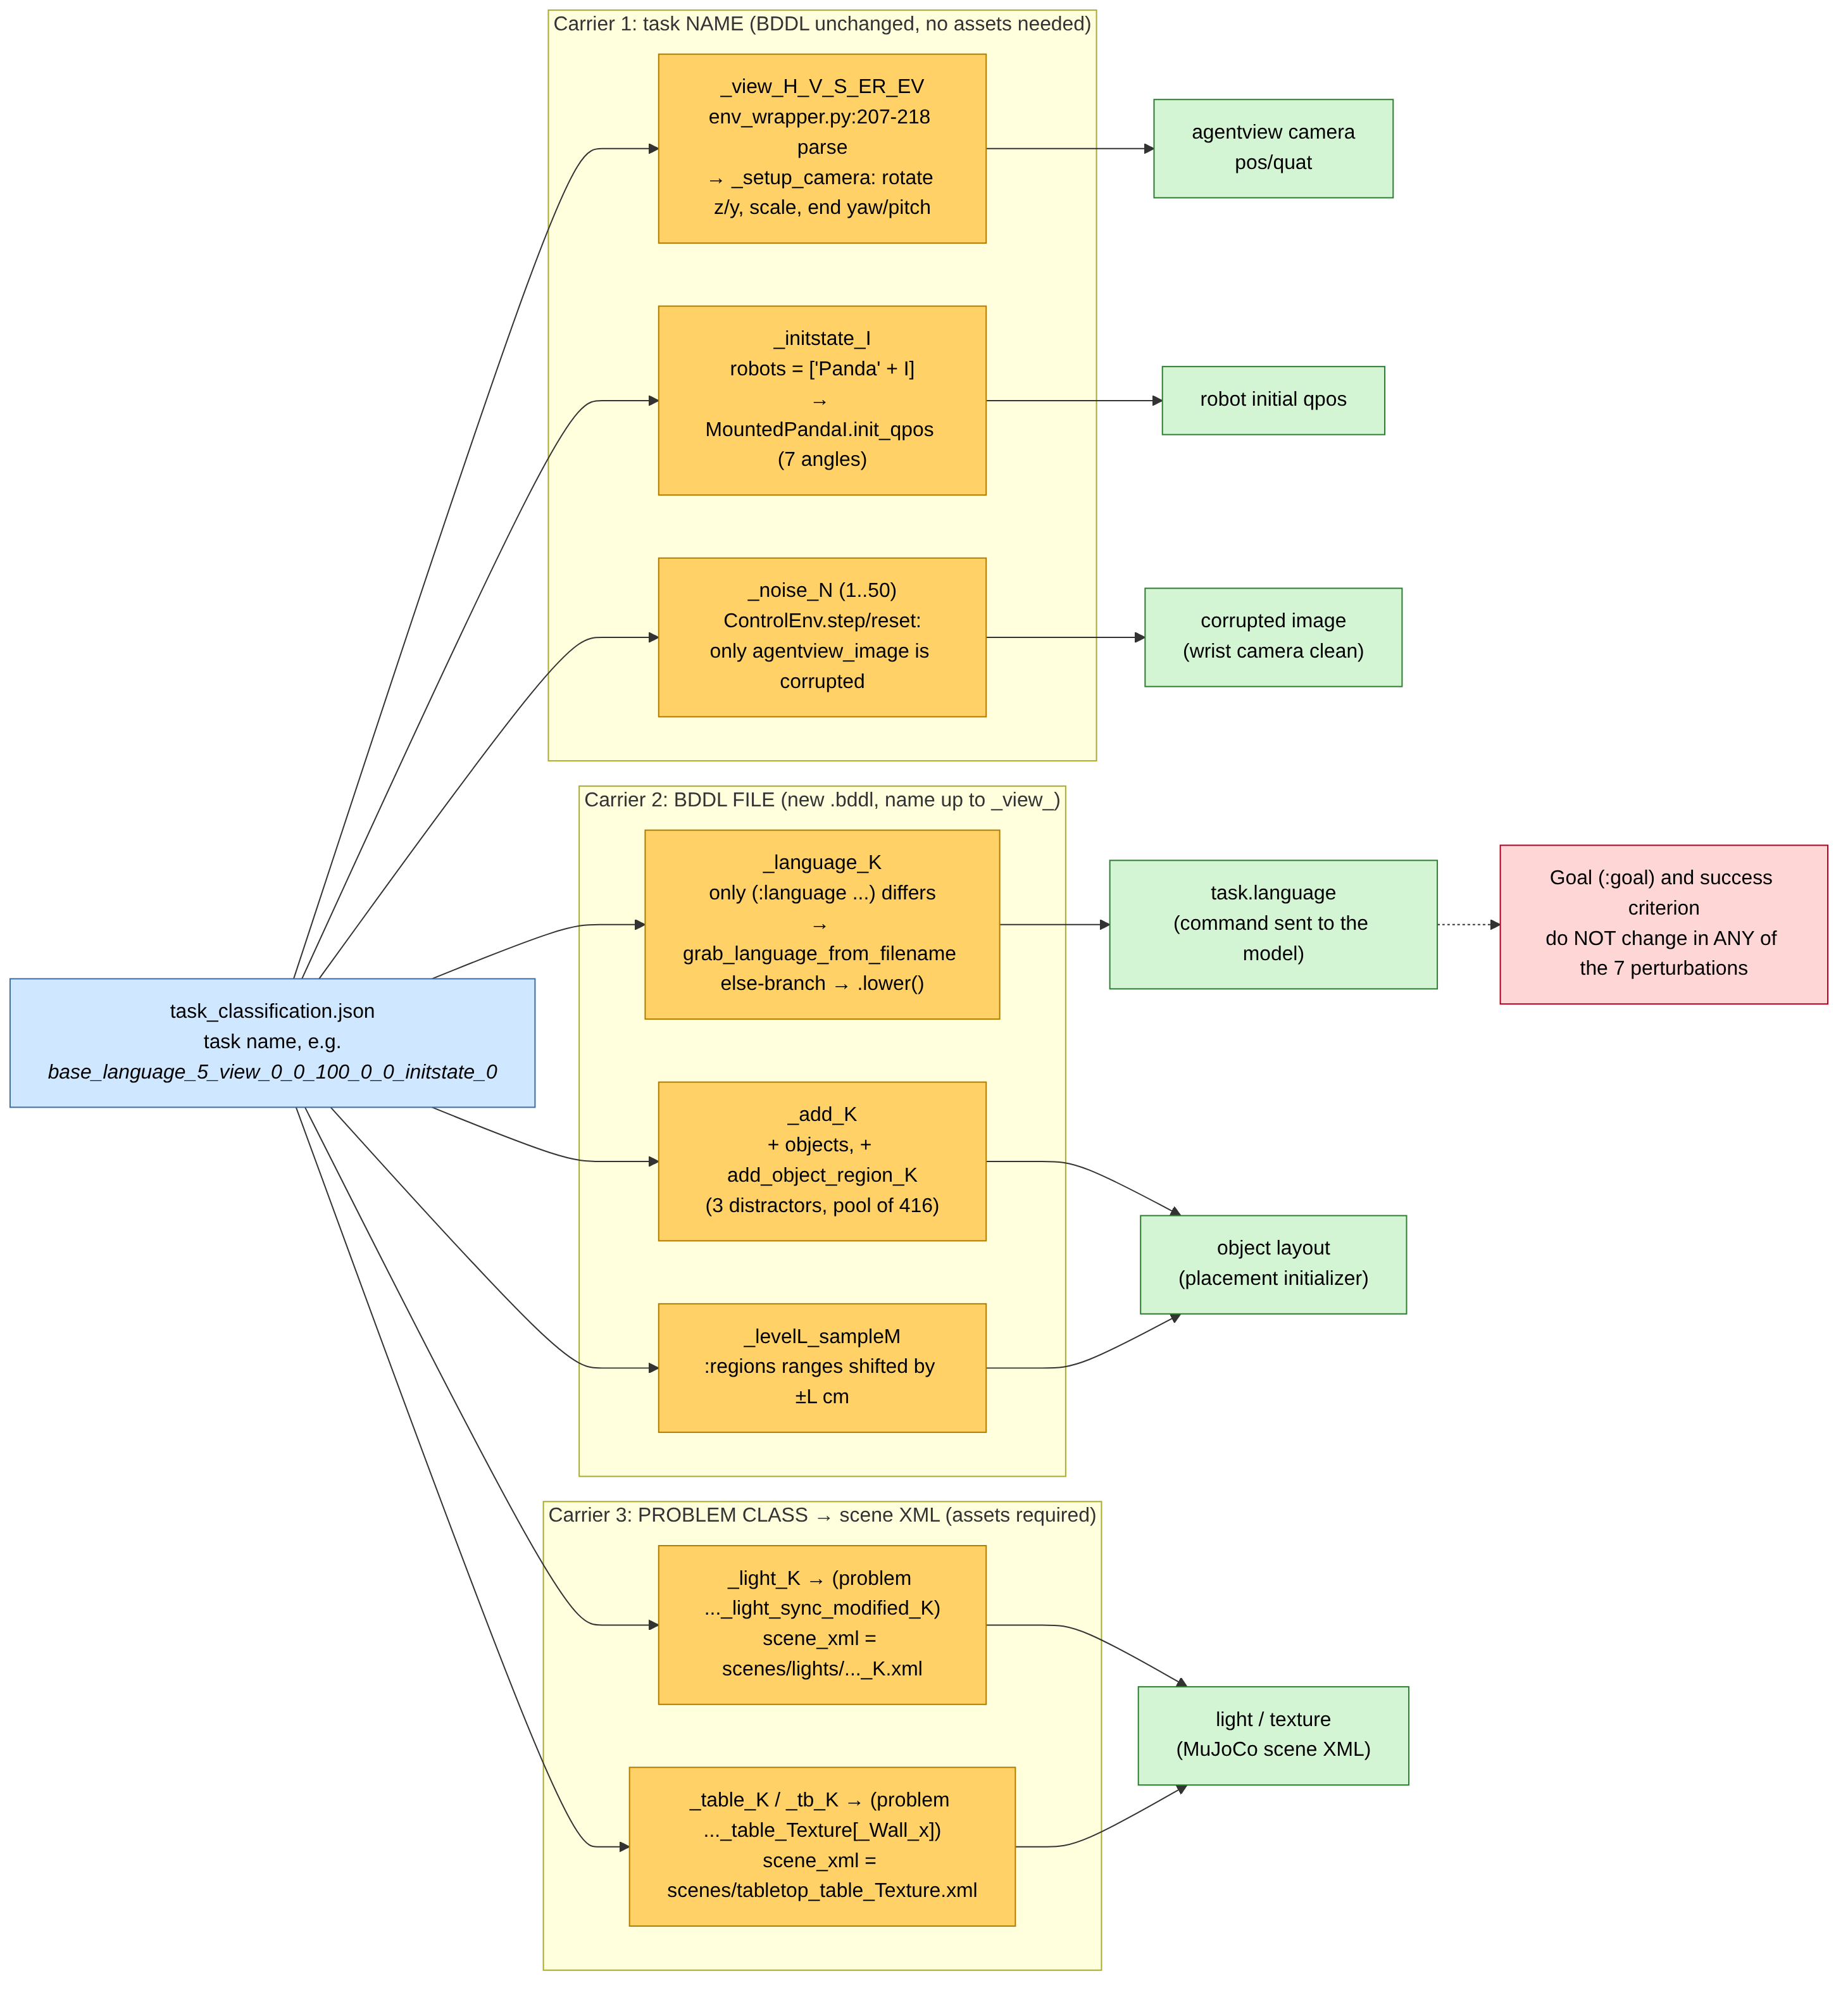 Carrier 1: task NAME (BDDL unchanged, no assets needed)
_view_H_V_S_ER_EV
env_wrapper.py:207-218
parse
→ _setup_camera: rotate
z/y, scale, end yaw/pitch
agentview camera
pos/quat
_initstate_I
robots = ['Panda' + I]
→
MountedPandaI.init_qpos
(7 angles)
robot initial qpos
_noise_N (1..50)
ControlEnv.step/reset:
only agentview_image is
corrupted
corrupted image
(wrist camera clean)
task_classification.json
task name, e.g.
base_language_5_view_0_0_100_0_0_initstate_0
Carrier 2: BDDL FILE (new .bddl, name up to _view_)
_language_K
only (:language ...) differs
→
grab_language_from_filename
else-branch → .lower()
task.language
(command sent to the
model)
Goal (:goal) and success
criterion
do NOT change in ANY of
the 7 perturbations
_add_K
+ objects, +
add_object_region_K
(3 distractors, pool of 416)
_levelL_sampleM
:regions ranges shifted by
±L cm
object layout
(placement initializer)
Carrier 3: PROBLEM CLASS → scene XML (assets required)
_light_K → (problem
..._light_sync_modified_K)
scene_xml =
scenes/lights/..._K.xml
_table_K / _tb_K → (problem
..._table_Texture[_Wall_x])
scene_xml =
scenes/tabletop_table_Texture.xml
light / texture
(MuJoCo scene XML)